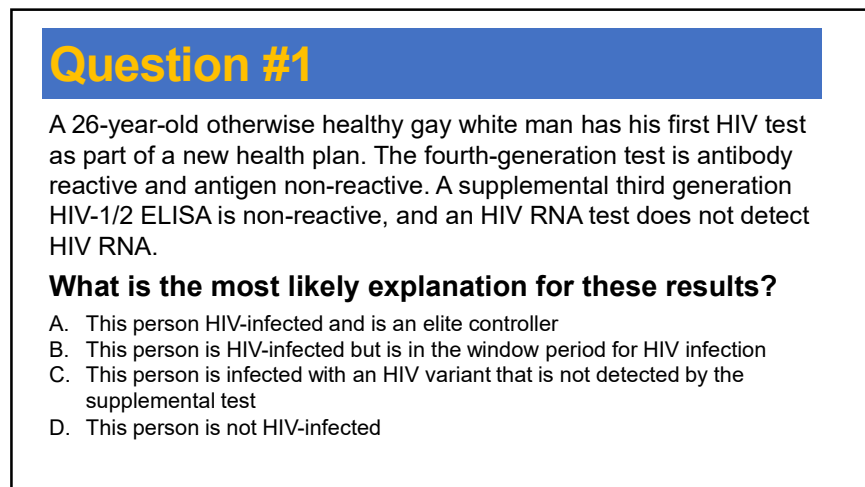 Question #1
A 26-year-old otherwise healthy gay white man has his first HIV test
as part of a new health plan. The fourth-generation test is antibody
reactive and antigen non-reactive. A supplemental third generation
HIV-1/2 ELISA is non-reactive, and an HIV RNA test does not detect
HIV RNA.
What is the most likely explanation for these results?
A. This person HIV-infected and is an elite controller
B. This person is HIV-infected but is in the window period for HIV infection
C. This person is infected with an HIV variant that is not detected by the
supplemental test
D. This person is not HIV-infected